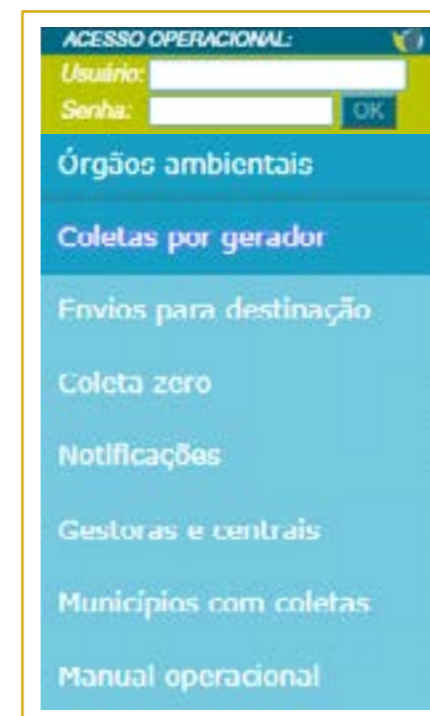 ACESSO OPERACIONAL:
Usuário:
Senha:
OK
Órgãos ambientais
Coletas por gerador
Envios para destinação
Coleta zero
Notificações
Gestoras e centrais
Municípios com coletas
Manual operacional